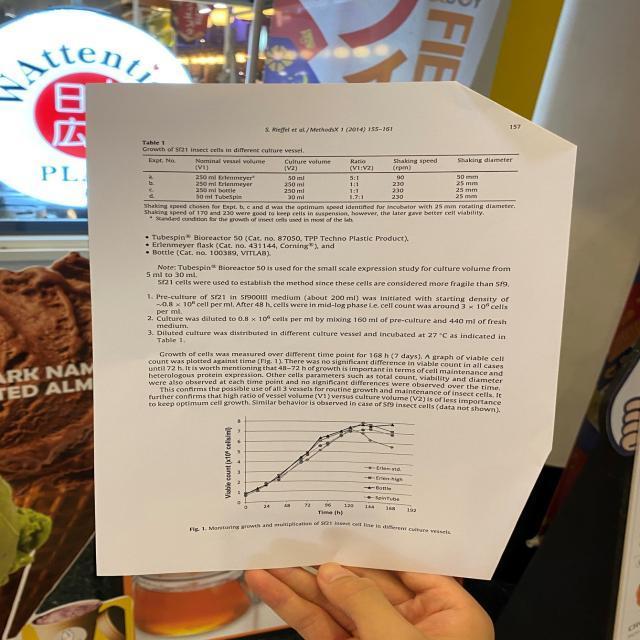 WAttenti
日
広
PL
FIE
ARK NAM
TED ALM
S. Rieffel et al./MethodsX 1 (2014) 155–161
157
Table 1
Growth of Sf21 insect cells in different culture vessel.
Expt. No. Nominal vessel volume (V1) Culture volume (V2) Ratio (V1:V2) Shaking speed (rpm) Shaking diameter
a. 250 ml Erlenmeyer* 50 ml 5:1 90 50 mm
b. 250 ml Erlenmeyer 250 ml 1:1 230 25 mm
c. 250 ml bottle 250 ml 1:1 230 25 mm
d. 50 ml TubeSpin 30 ml 1.7:1 230 25 mm
Shaking speed chosen for Expt. b, c and d was the optimum speed identified for incubator with 25 mm rotating diameter.
Shaking speed of 170 and 230 were good to keep cells in suspension, however, the later gave better cell viability.
* Standard condition for the growth of insect cells used in most of the lab.
• Tubespin® Bioreactor 50 (Cat. no. 87050, TPP Techno Plastic Product),
• Erlenmeyer flask (Cat. no. 431144, Corning®), and
• Bottle (Cat. no. 100389, VITLAB).
Note: Tubespin® Bioreactor 50 is used for the small scale expression study for culture volume from
5 ml to 30 ml.
Sf21 cells were used to establish the method since these cells are considered more fragile than Sf9.
1. Pre-culture of Sf21 in Sf900III medium (about 200 ml) was initiated with starting density of
~0.8 × 10⁶ cell per ml. After 48 h, cells were in mid-log phase i.e. cell count was around 3 × 10⁶ cells
per ml.
2. Culture was diluted to 0.8 × 10⁶ cells per ml by mixing 160 ml of pre-culture and 440 ml of fresh
medium.
3. Diluted culture was distributed in different culture vessel and incubated at 27 °C as indicated in
Table 1.
Growth of cells was measured over different time point for 168 h (7 days). A graph of viable cell
count was plotted against time (Fig. 1). There was no significant difference in viable count in all cases
until 72 h. It is worth mentioning that 48–72 h of growth is important in terms of cell maintenance and
heterologous protein expression. Other cells parameters such as total count, viability and diameter
were also observed at each time point and no significant differences were observed over the time.
This confirms the possible use of all 3 vessels for routine growth and maintenance of insect cells. It
further confirms that high ratio of vessel volume (V1) versus culture volume (V2) is of less importance
to keep optimum cell growth. Similar behavior is observed in case of Sf9 insect cells (data not shown).
Viable count (x10⁶ cells/ml)
8
7
6
5
4
3
2
1
0
0 24 48 72 96 120 144 168 192
Time (h)
Erlen-std.
Erlen-high
Bottle
SpinTube
Fig. 1. Monitoring growth and multiplication of Sf21 insect cell line in different culture vessels.